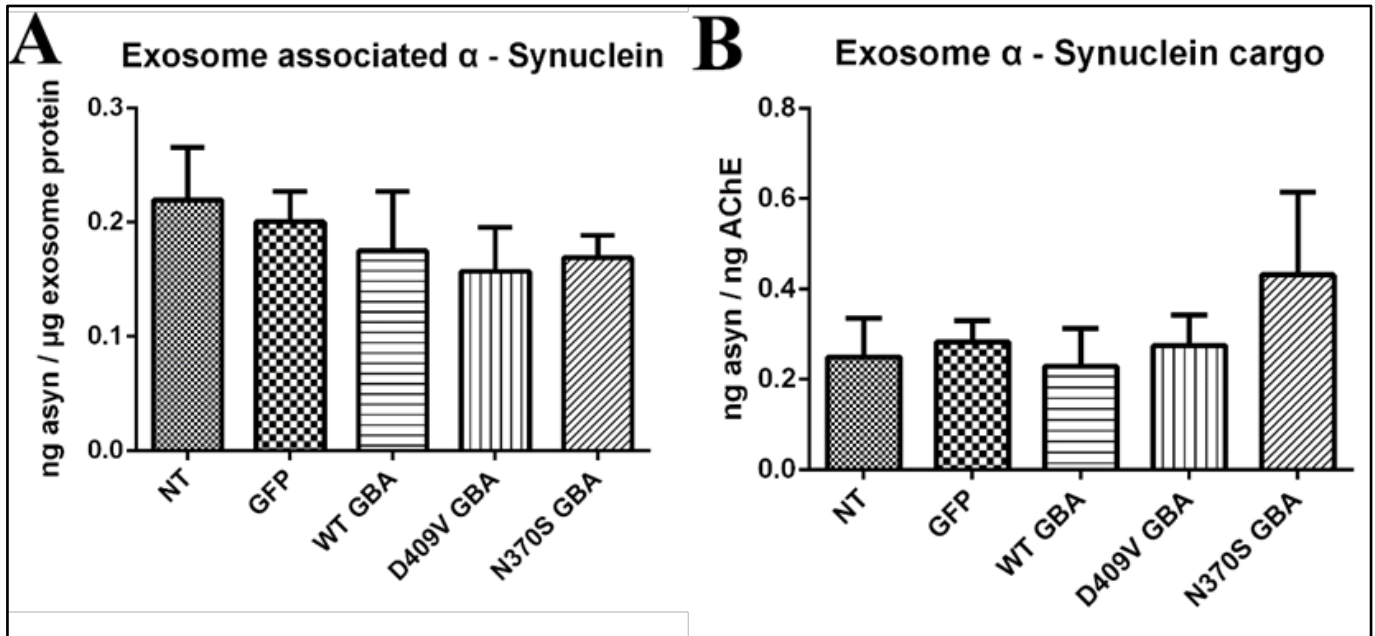 A
Exosome associated α - Synuclein
ng asyn / µg exosome protein
0.3
0.2
0.1
0.0
NT
GFP
WT GBA
D409V GBA
N370S GBA
B
Exosome α - Synuclein cargo
ng asyn / ng AChE
0.8
0.6
0.4
0.2
0.0
NT
GFP
WT GBA
D409V GBA
N370S GBA